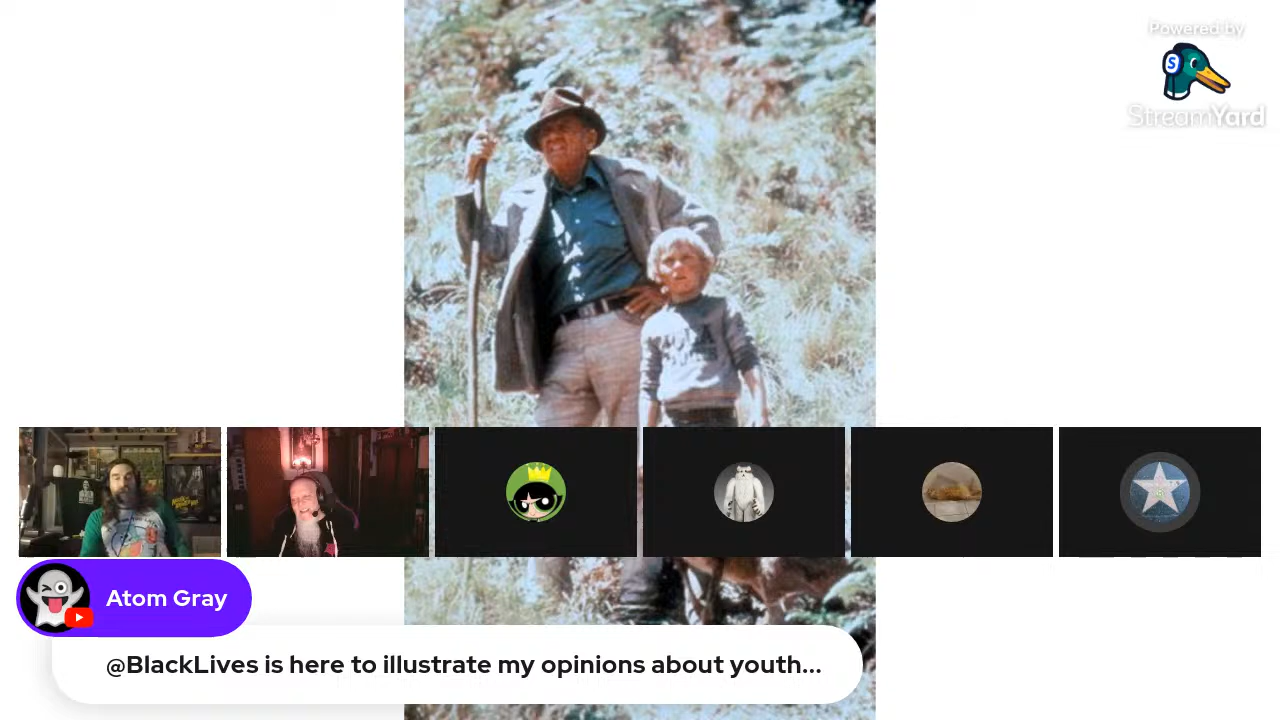 Powered by
StreamYard
Atom Gray
@BlackLives is here to illustrate my opinions about youth...